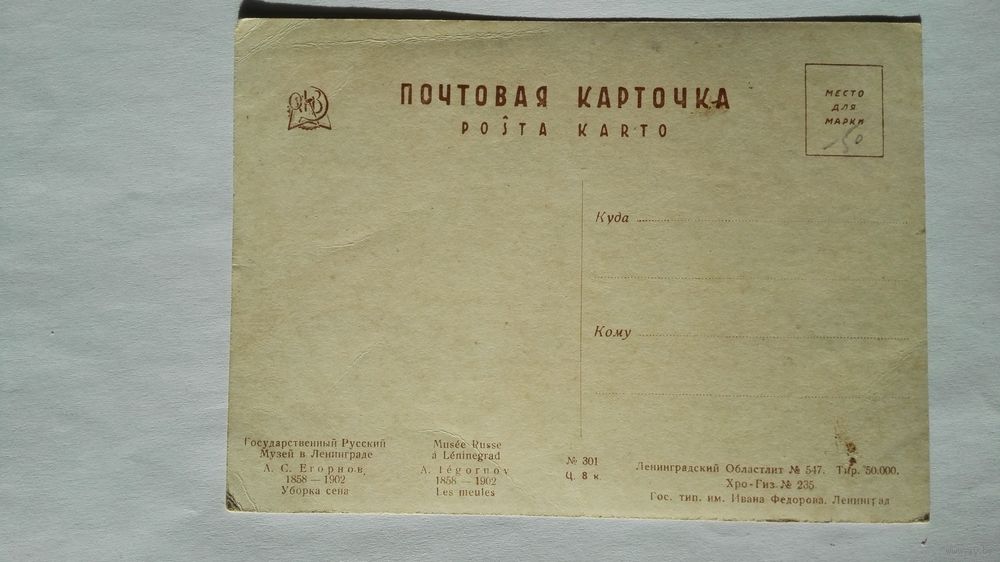 ПОЧТОВАЯ КАРТОЧКА
POŜTA KARTO
МЕСТО
ДЛЯ
МАРКИ
50
Куда
Кому
Государственный Русский
Музей в Ленинграде
А. С. Егорнов,
1858 — 1902
Уборка сена
Musée Russe
à Léninegrad
A. Iégornov
1858 — 1902
Les meules
№ 301
Ц. 8 к.
Ленинградский Областлит № 547. Тир. 50.000.
Хро-Гиз № 235
Гос. тип. им. Ивана Федорова, Ленинград